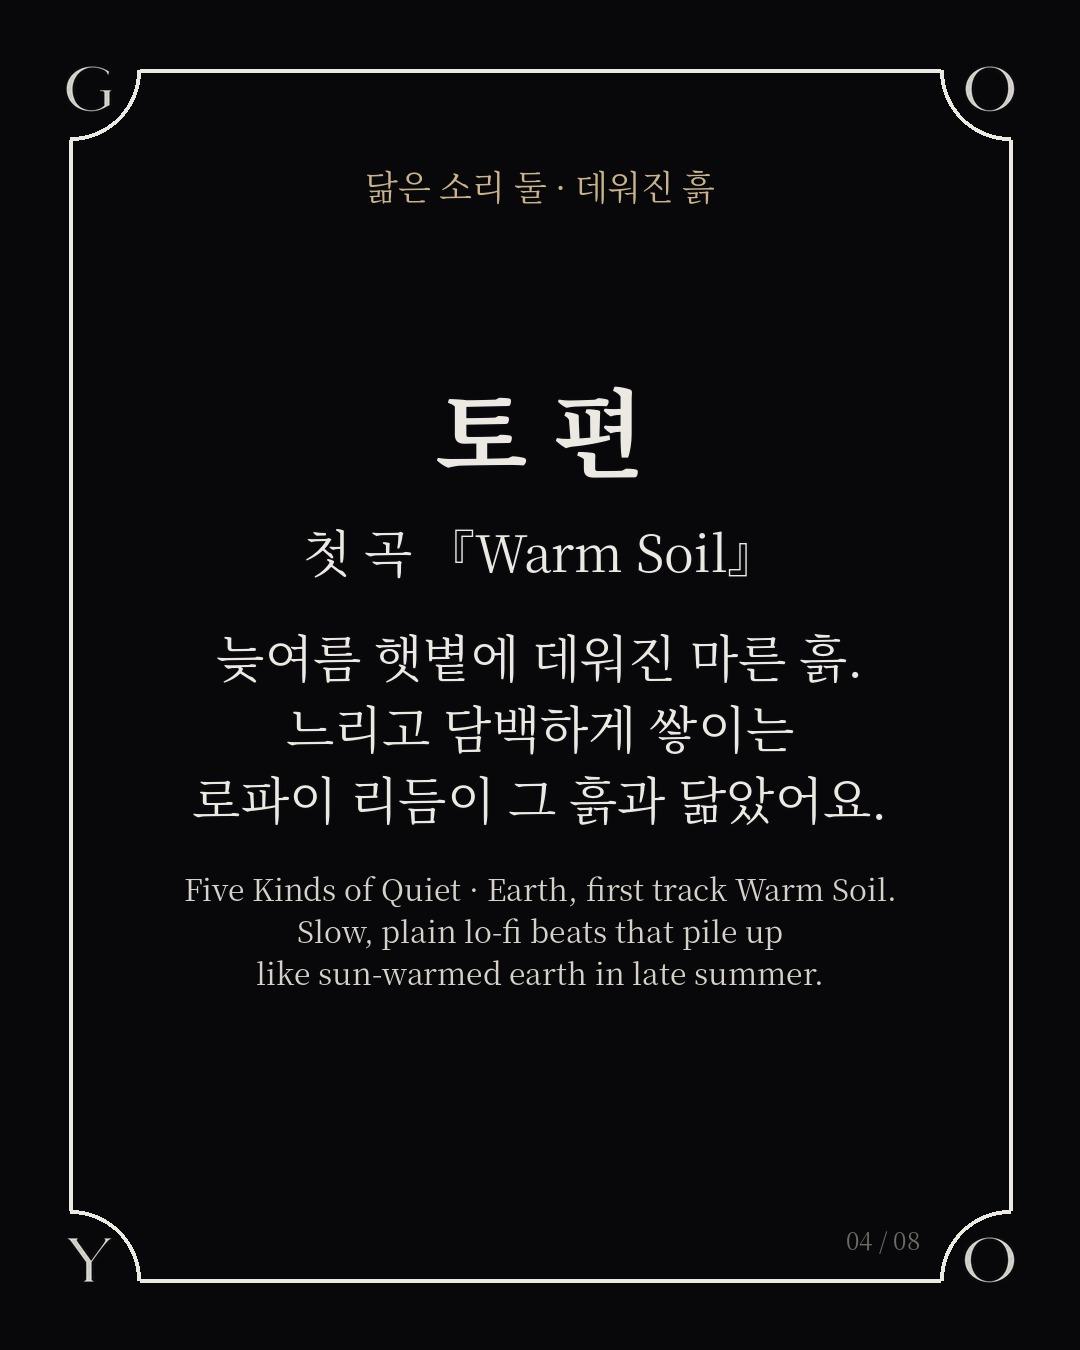 G O
닮은 소리 둘 · 데워진 흙
토 편
첫 곡 『Warm Soil』
늦여름 햇볕에 데워진 마른 흙.
느리고 담백하게 쌓이는
로파이 리듬이 그 흙과 닮았어요.
Five Kinds of Quiet · Earth, first track Warm Soil.
Slow, plain lo-fi beats that pile up
like sun-warmed earth in late summer.
04 / 08
Y O